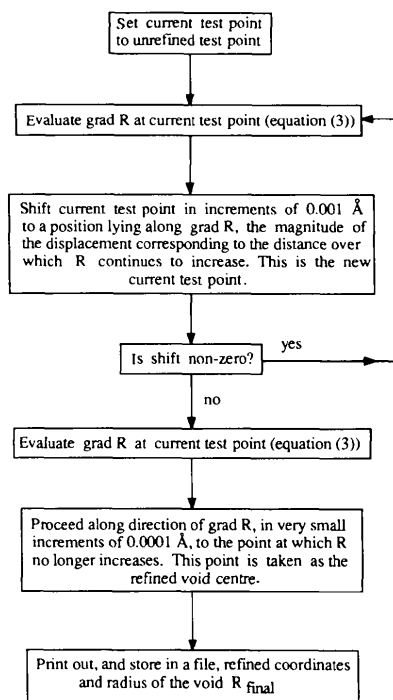 Set current test point
to unrefined test point
Evaluate grad R at current test point (equation (3))
Shift current test point in increments of 0.001 Å
to a position lying along grad R, the magnitude of
the displacement corresponding to the distance over
which R continues to increase. This is the new
current test point.
Is shift non-zero?
yes
no
Evaluate grad R at current test point (equation (3))
Proceed along direction of grad R, in very small
increments of 0.0001 Å, to the point at which R
no longer increases. This point is taken as the
refined void centre.
Print out, and store in a file, refined coordinates
and radius of the void R final